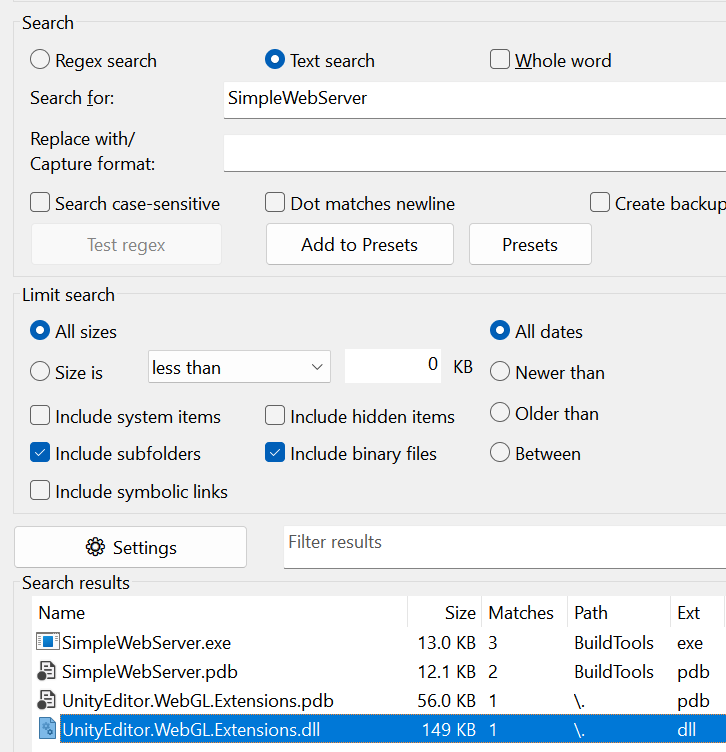 Search
Regex search Text search Whole word
Search for: SimpleWebServer
Replace with/
Capture format:
Search case-sensitive Dot matches newline Create backup
Test regex Add to Presets Presets
Limit search
All sizes All dates
Size is less than 0 KB Newer than
Include system items Include hidden items Older than
Include subfolders Include binary files Between
Include symbolic links
Settings Filter results
Search results
Name Size Matches Path Ext
SimpleWebServer.exe 13.0 KB 3 BuildTools exe
SimpleWebServer.pdb 12.1 KB 2 BuildTools pdb
UnityEditor.WebGL.Extensions.pdb 56.0 KB 1 \. pdb
UnityEditor.WebGL.Extensions.dll 149 KB 1 \. dll